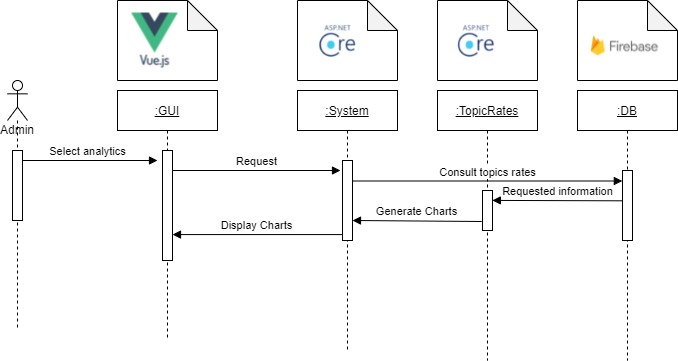 Vue.js
ASP.NET
Core
ASP.NET
Core
Firebase
:GUI
:System
:TopicRates
:DB
Admin
Select analytics
Request
Consult topics rates
Requested information
Generate Charts
Display Charts